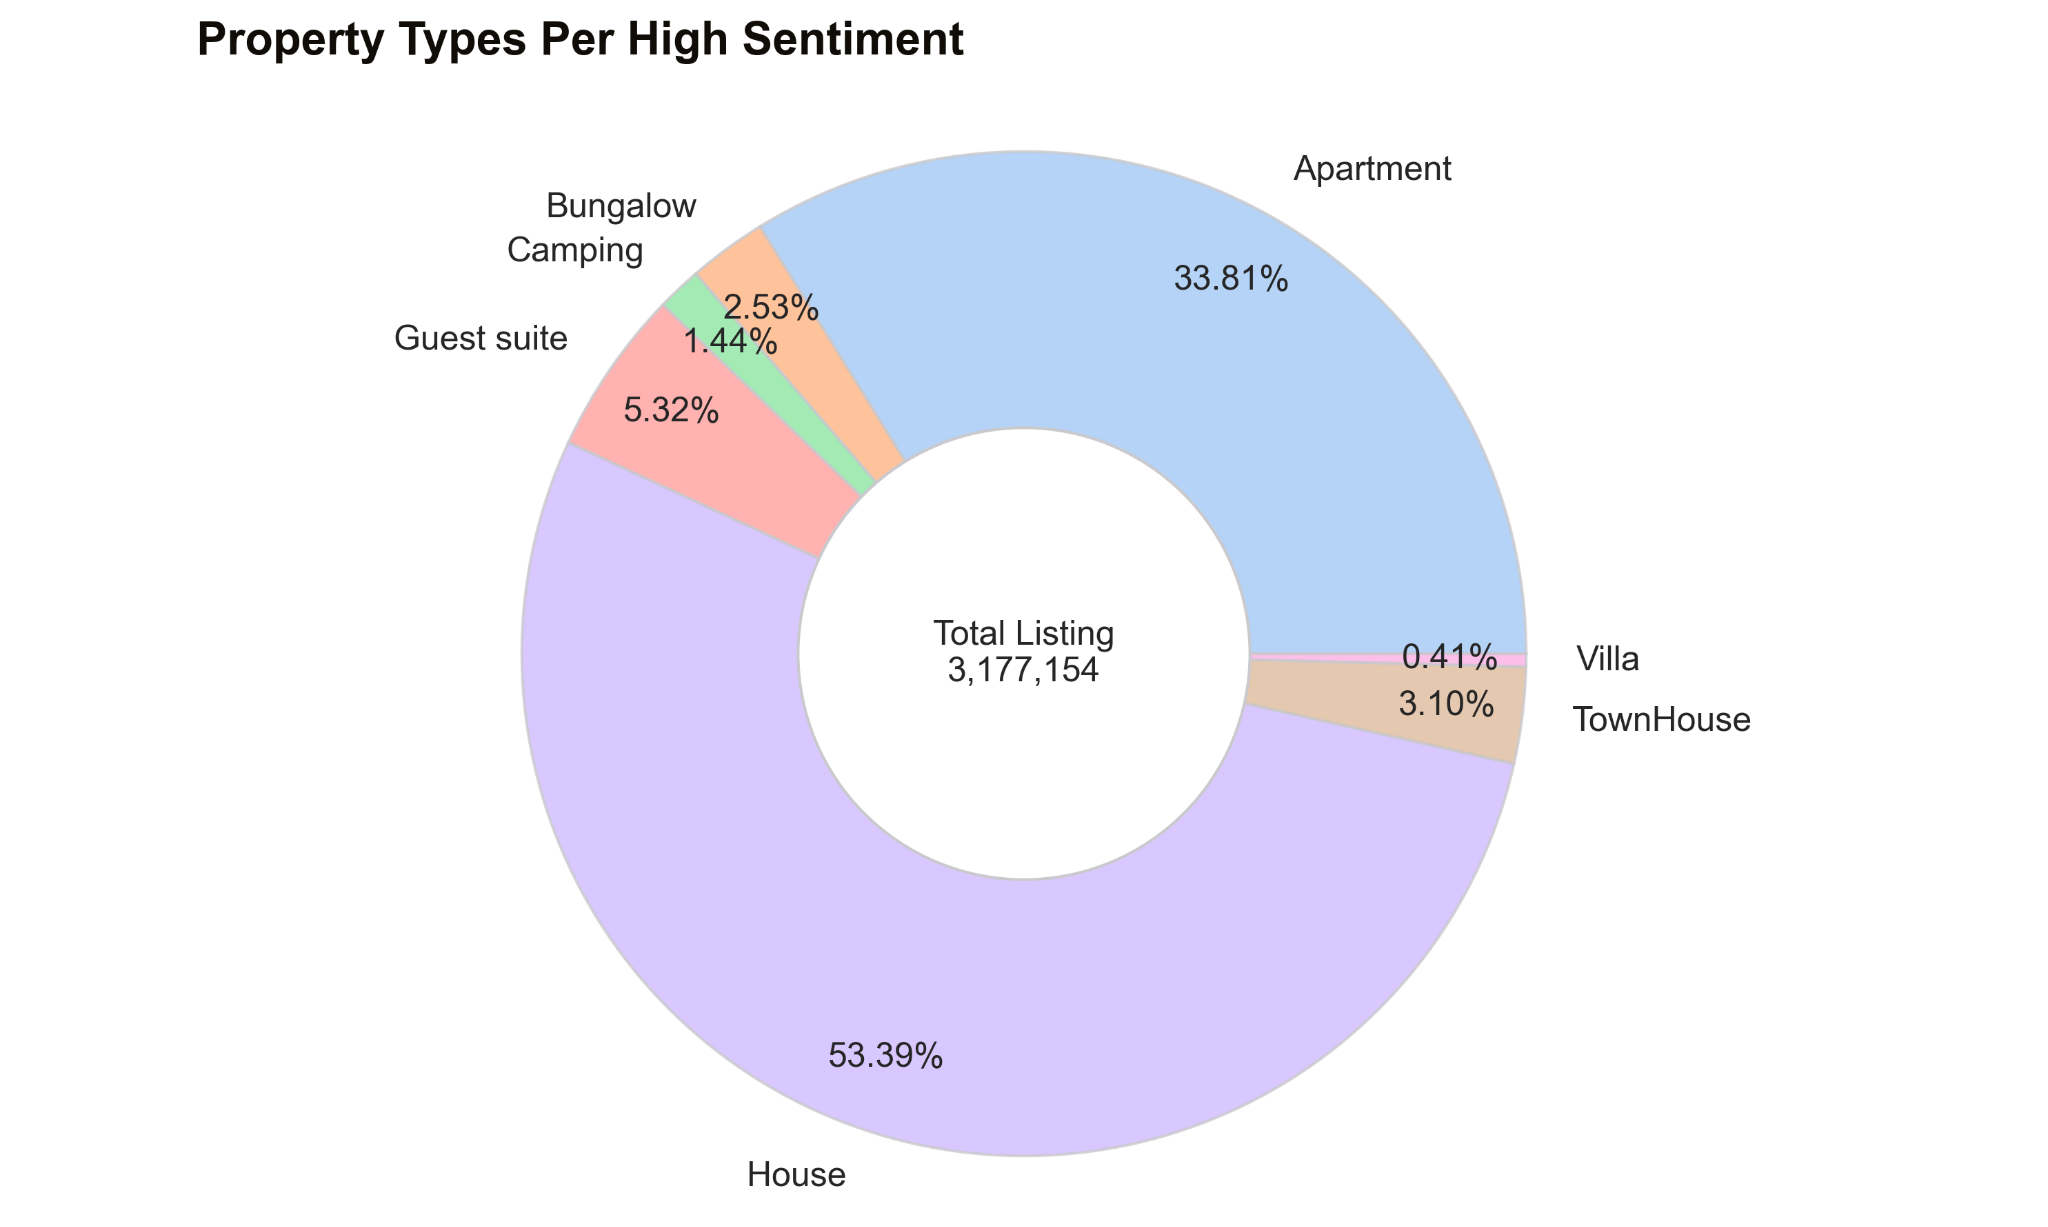 Property Types Per High Sentiment
Apartment
Bungalow
Camping
33.81%
2.53%
Guest suite
1.44%
5.32%
Total Listing
3,177,154
0.41%
Villa
3.10%
TownHouse
53.39%
House